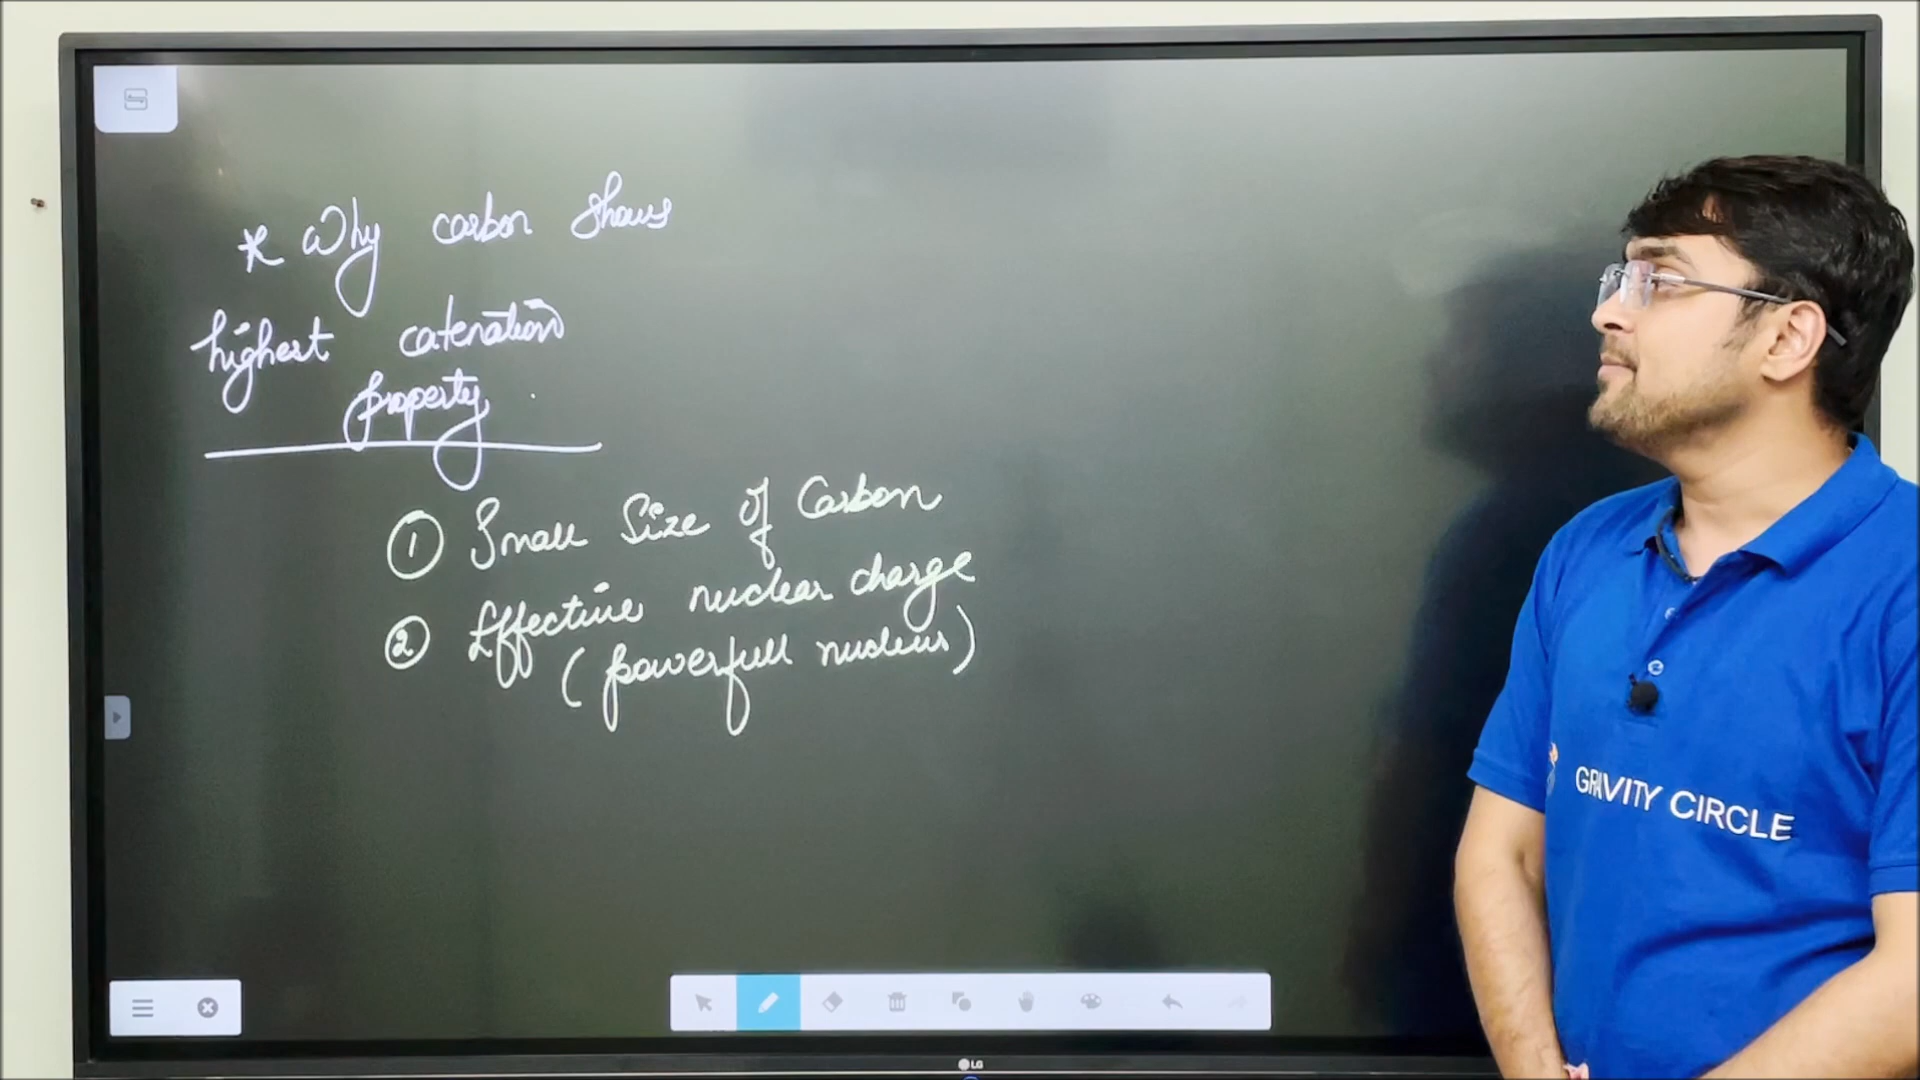 * Why carbon shows
highest catenation
property.
① Small Size of Carbon
② Effective nuclear charge
(powerfull nucleus)
GRAVITY CIRCLE
LG